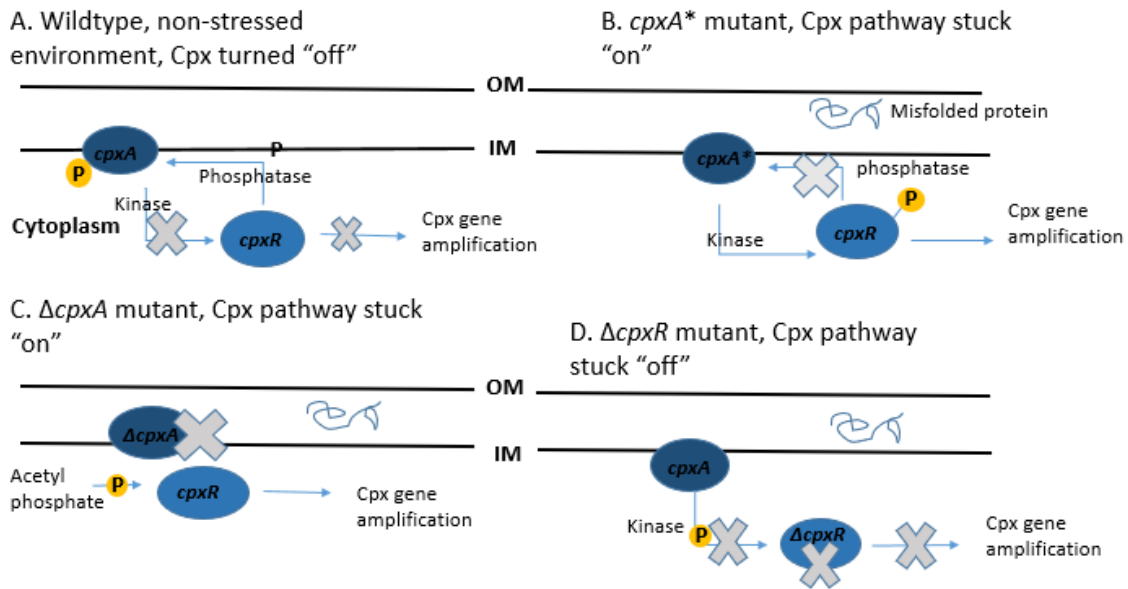 A. Wildtype, non-stressed
environment, Cpx turned “off”
OM
cpxA
P
IM
P
Phosphatase
Kinase
Cytoplasm
cpxR
Cpx gene
amplification
B. cpxA* mutant, Cpx pathway stuck
“on”
Misfolded protein
cpxA*
phosphatase
P
Kinase
cpxR
Cpx gene
amplification
C. ΔcpxA mutant, Cpx pathway stuck
“on”
OM
ΔcpxA
IM
Acetyl
phosphate
P
cpxR
Cpx gene
amplification
D. ΔcpxR mutant, Cpx pathway
stuck “off”
cpxA
Kinase
P
ΔcpxR
Cpx gene
amplification